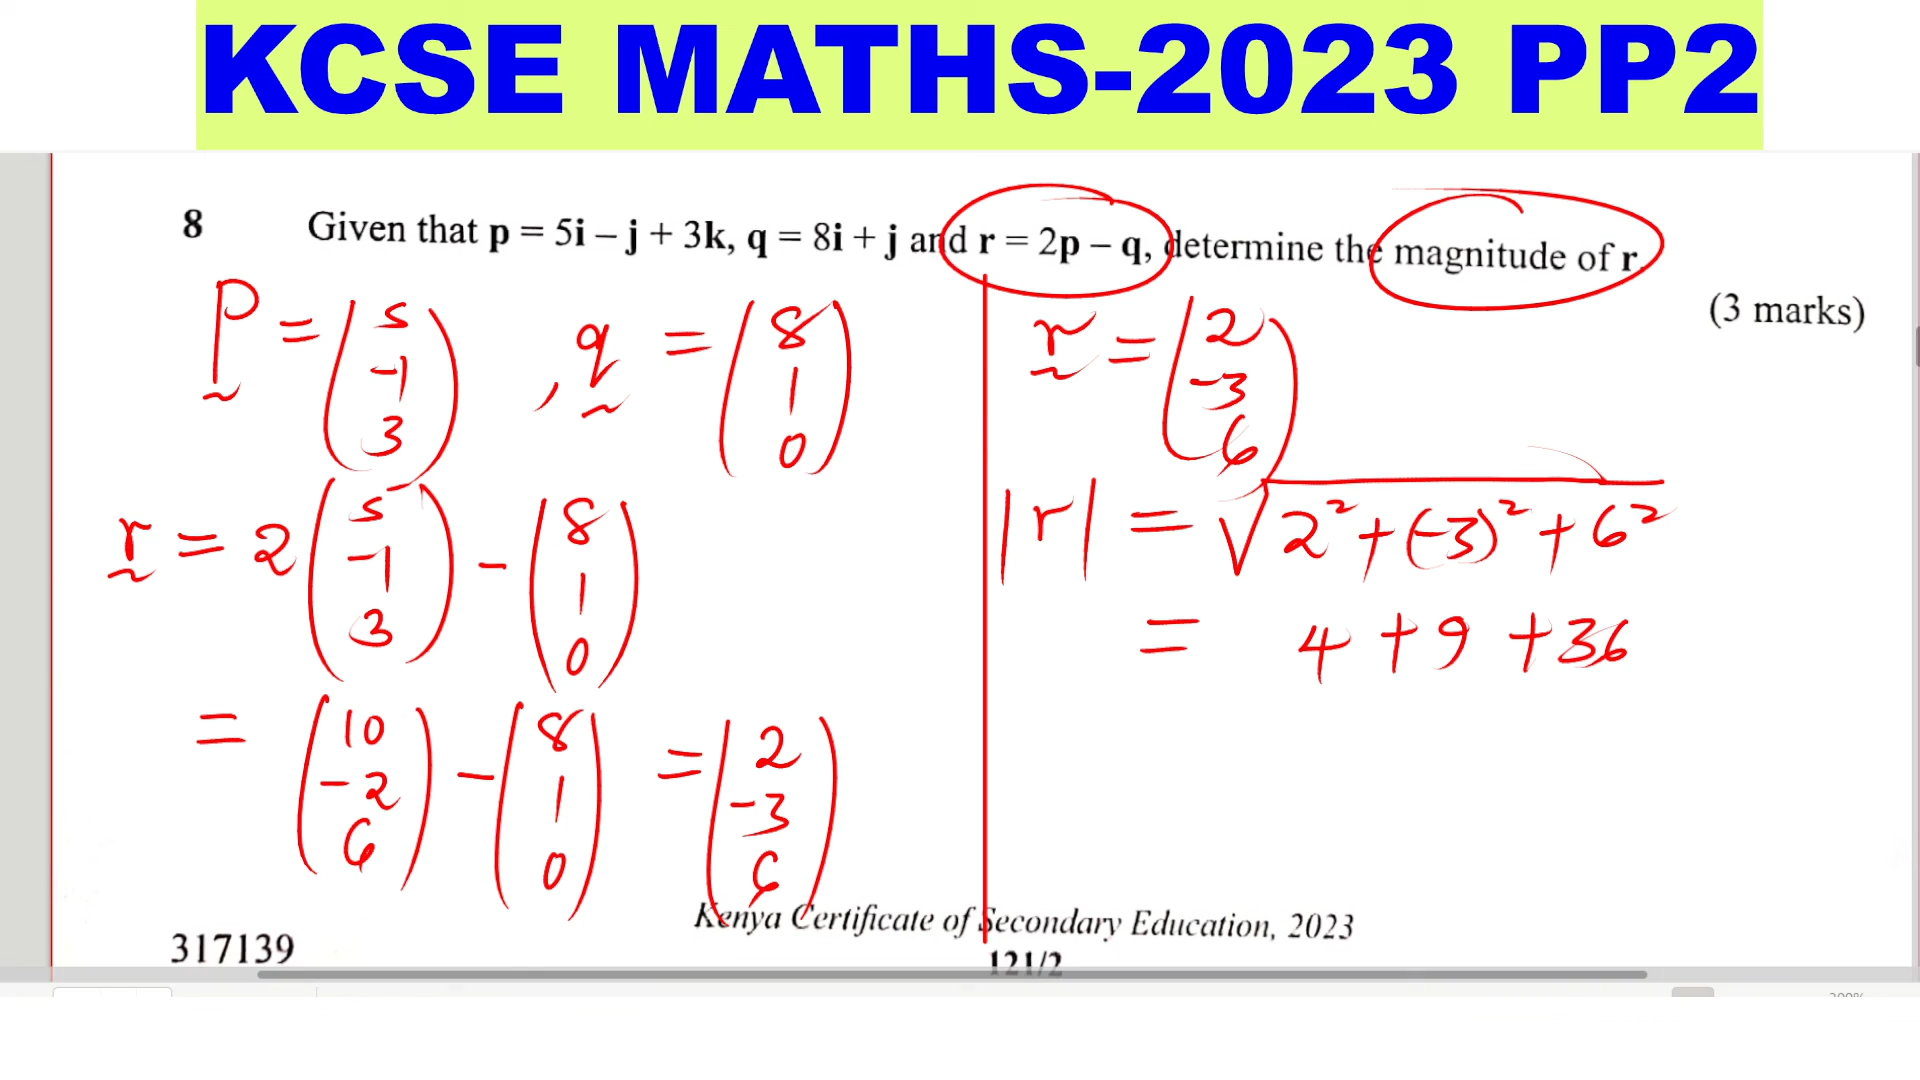 KCSE MATHS-2023 PP2
8 Given that p = 5i – j + 3k, q = 8i + j and r = 2p – q, determine the magnitude of r.
(3 marks)
p = (5 -1 3) , q = (8 1 0)
r = 2 (5 -1 3) - (8 1 0)
= (10 -2 6) - (8 1 0) = (2 -3 6)
r = (2 -3 6)
|r| = √2² + (-3)² + 6²
= 4 + 9 + 36
Kenya Certificate of Secondary Education, 2023
317139
121/2